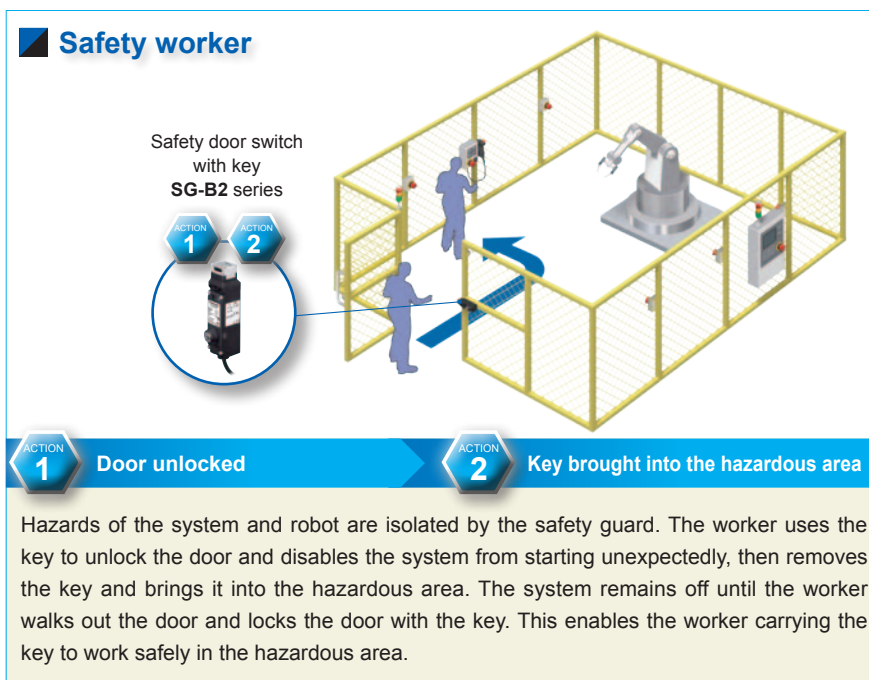 Safety worker
Safety door switch
with key
SG-B2 series
ACTION
1
ACTION
2
ACTION
1
Door unlocked
ACTION
2
Key brought into the hazardous area
Hazards of the system and robot are isolated by the safety guard. The worker uses the
key to unlock the door and disables the system from starting unexpectedly, then removes
the key and brings it into the hazardous area. The system remains off until the worker
walks out the door and locks the door with the key. This enables the worker carrying the
key to work safely in the hazardous area.